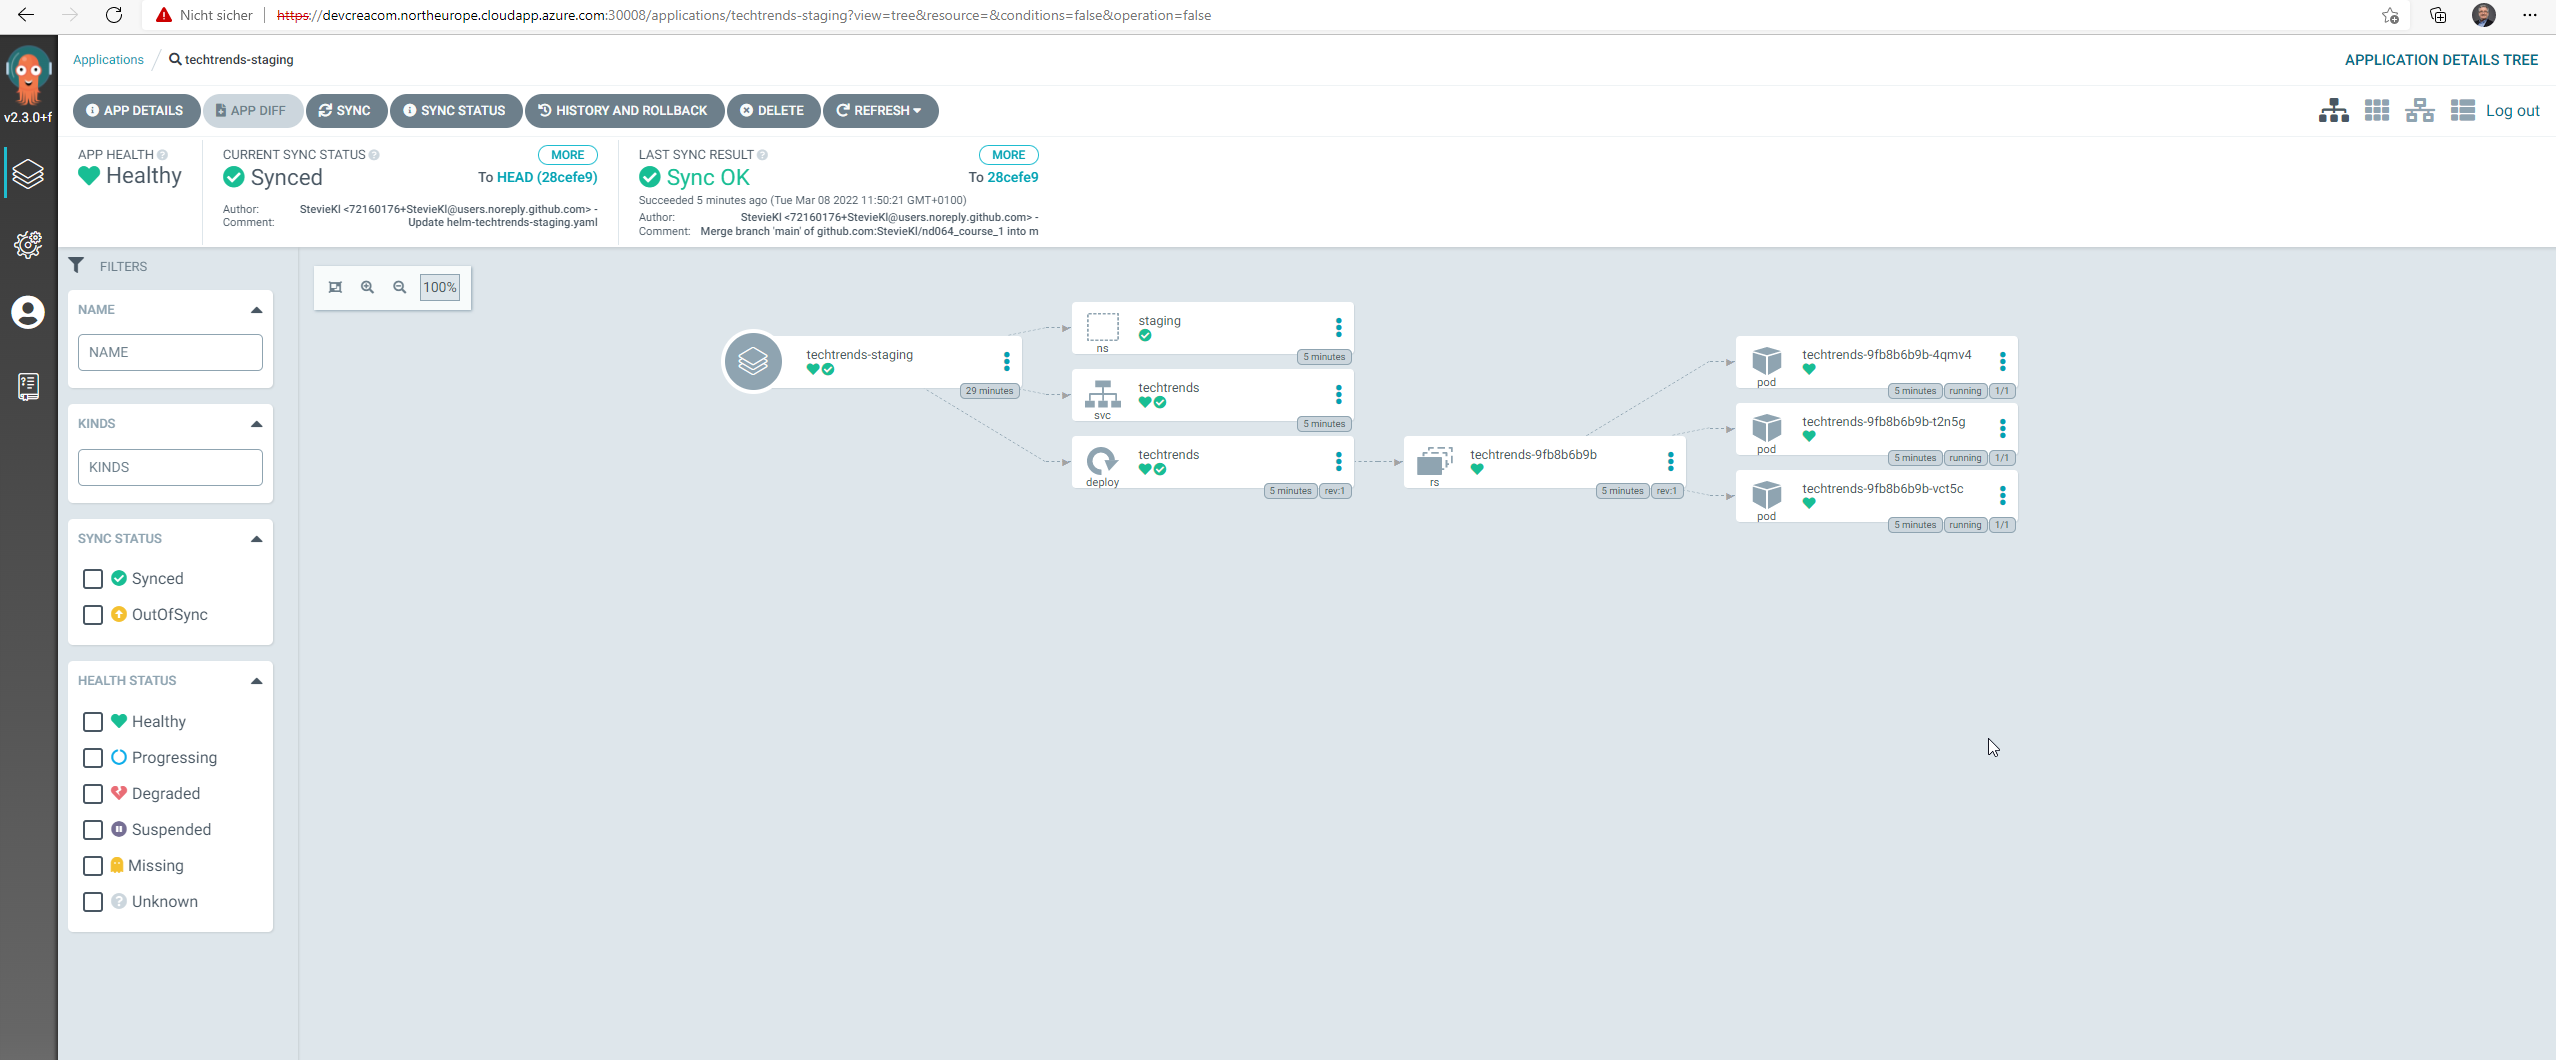 Nicht sicher https://devcreacom.northeurope.cloudapp.azure.com:30008/applications/techtrends-staging?view=tree&resource=&conditions=false&operation=false
v2.3.0+f
Applications / techtrends-staging
APPLICATION DETAILS TREE
APP DETAILS APP DIFF SYNC SYNC STATUS HISTORY AND ROLLBACK DELETE REFRESH
Log out
APP HEALTH
Healthy
CURRENT SYNC STATUS MORE
Synced To HEAD (28cefe9)
Author: StevieKl <72160176+StevieKl@users.noreply.github.com> -
Comment: Update helm-techtrends-staging.yaml
LAST SYNC RESULT MORE
Sync OK To 28cefe9
Succeeded 5 minutes ago (Tue Mar 08 2022 11:50:21 GMT+0100)
Author: StevieKl <72160176+StevieKl@users.noreply.github.com> -
Comment: Merge branch 'main' of github.com:StevieKl/nd064_course_1 into m
FILTERS
NAME
NAME
KINDS
KINDS
SYNC STATUS
Synced
OutOfSync
HEALTH STATUS
Healthy
Progressing
Degraded
Suspended
Missing
Unknown
100%
techtrends-staging
29 minutes
staging
ns
5 minutes
techtrends
svc
5 minutes
techtrends
deploy
5 minutes rev:1
techtrends-9fb8b6b9b
rs
5 minutes rev:1
techtrends-9fb8b6b9b-4qmv4
pod
5 minutes running 1/1
techtrends-9fb8b6b9b-t2n5g
pod
5 minutes running 1/1
techtrends-9fb8b6b9b-vct5c
pod
5 minutes running 1/1